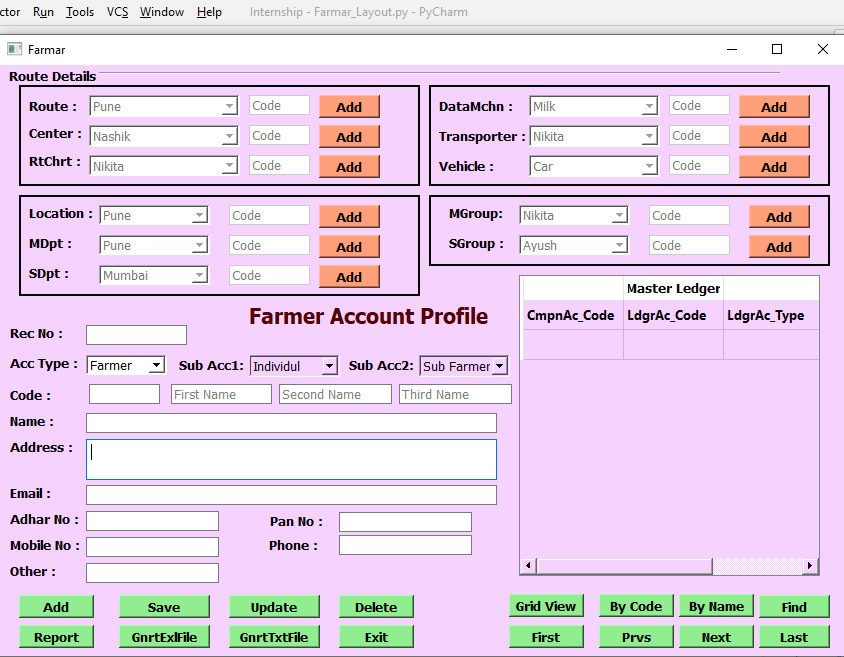 ctor Run Tools VCS Window Help Internship - Farmar_Layout.py - PyCharm
Farmar
Route Details
Route : Pune Code Add
Center : Nashik Code Add
RtChrt : Nikita Code Add
DataMchn : Milk Code Add
Transporter : Nikita Code Add
Vehicle : Car Code Add
Location : Pune Code Add
MDpt : Pune Code Add
SDpt : Mumbai Code Add
MGroup: Nikita Code Add
SGroup : Ayush Code Add
Farmer Account Profile
Rec No :
Acc Type : Farmer Sub Acc1: Individul Sub Acc2: Sub Farmer
Code : First Name Second Name Third Name
Name :
Address :
Email :
Adhar No : Pan No :
Mobile No : Phone :
Other :
Master Ledger
CmpnAc_Code LdgrAc_Code LdgrAc_Type
Add Save Update Delete Grid View By Code By Name Find
Report GnrtExlFile GnrtTxtFile Exit First Prvs Next Last